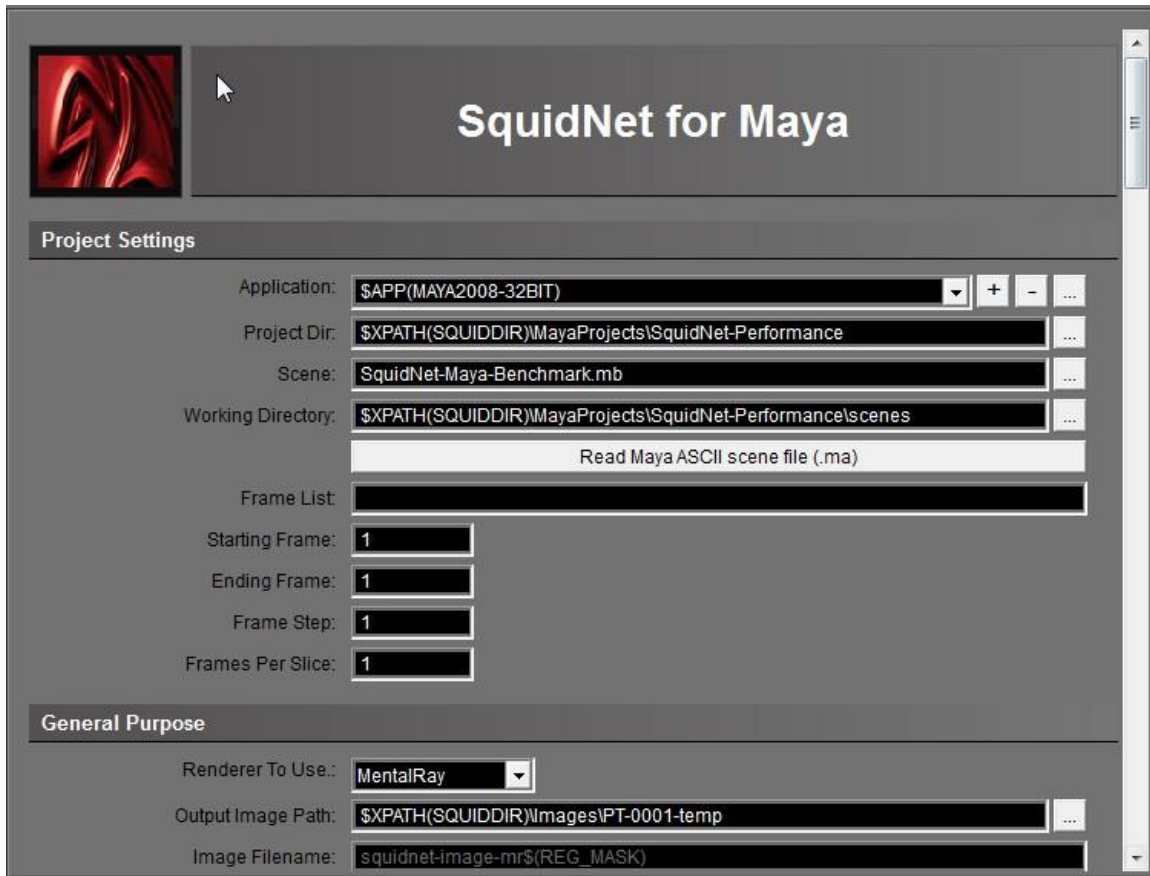 SquidNet for Maya
Project Settings
Application: $APP(MAYA2008-32BIT) + - ...
Project Dir: $XPATH(SQUIDDIR)\MayaProjects\SquidNet-Performance ...
Scene: SquidNet-Maya-Benchmark.mb ...
Working Directory: $XPATH(SQUIDDIR)\MayaProjects\SquidNet-Performance\scenes ...
Read Maya ASCII scene file (.ma)
Frame List:
Starting Frame: 1
Ending Frame: 1
Frame Step: 1
Frames Per Slice: 1
General Purpose
Renderer To Use.: MentalRay
Output Image Path: $XPATH(SQUIDDIR)\Images\PT-0001-temp ...
Image Filename: squidnet-image-mr$(REG_MASK)